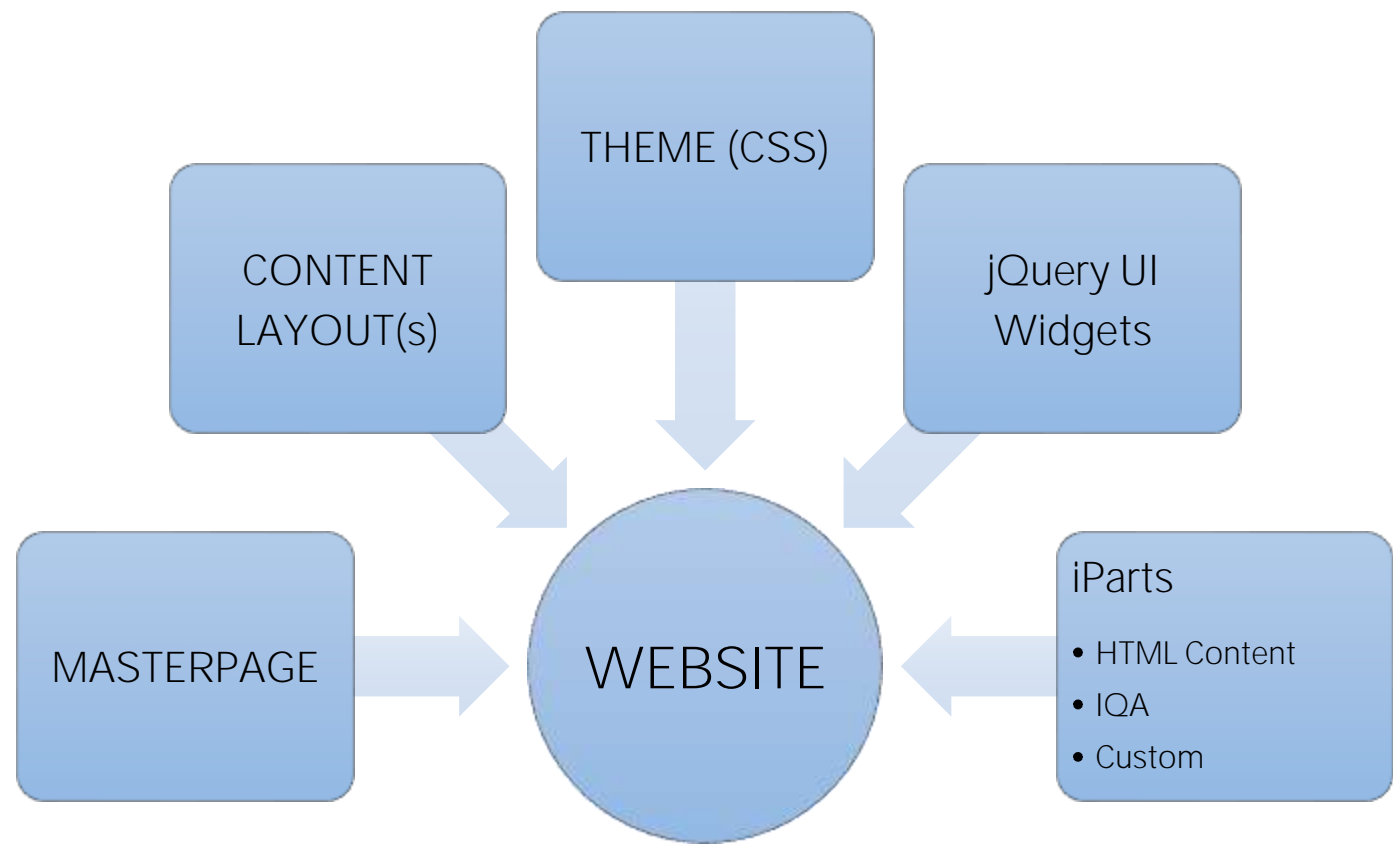 THEME (CSS)
CONTENT
LAYOUT(s)
jQuery UI
Widgets
MASTERPAGE
WEBSITE
iParts
• HTML Content
• IQA
• Custom